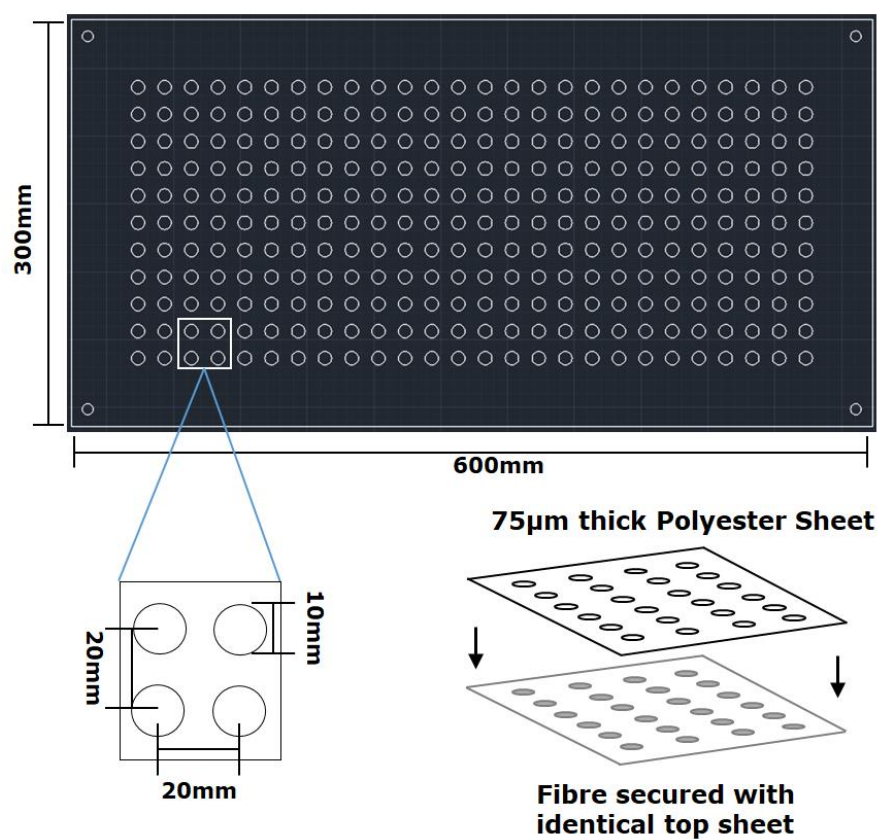 300mm
600mm
75µm thick Polyester Sheet
10mm
20mm
20mm
Fibre secured with
identical top sheet